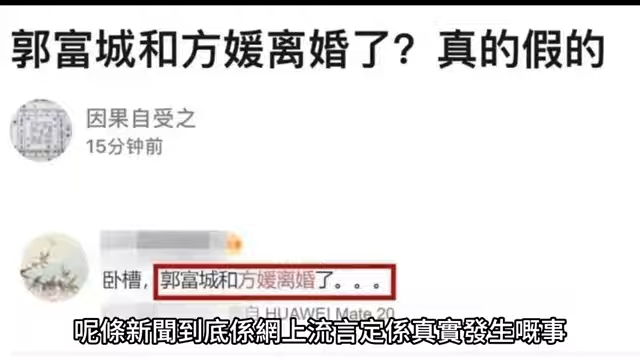 郭富城和方媛离婚了？真的假的
因果自受之
15分钟前
卧槽，郭富城和方媛离婚了。。。
自 HUAWEI Mate 20
呢條新聞到底係網上流言定係真實發生嘅事